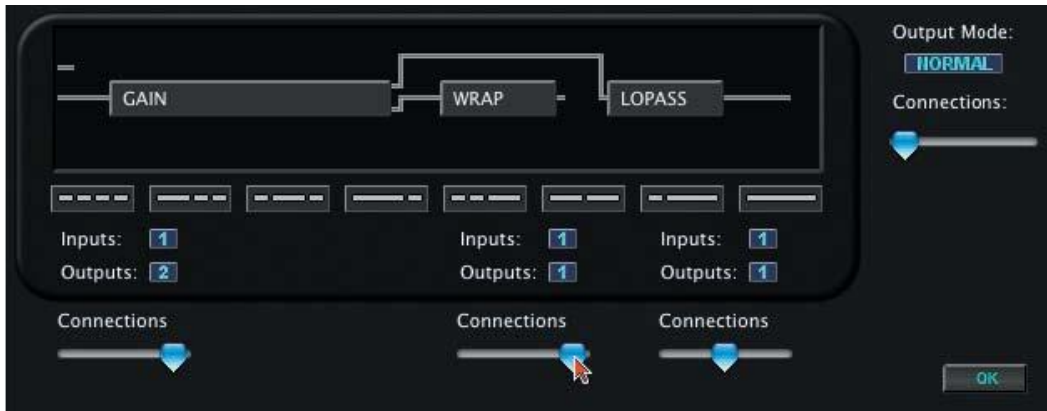 Output Mode:
NORMAL
Connections:
GAIN
WRAP
LOPASS
Inputs: 1
Outputs: 2
Inputs: 1
Outputs: 1
Inputs: 1
Outputs: 1
Connections
Connections
Connections
OK